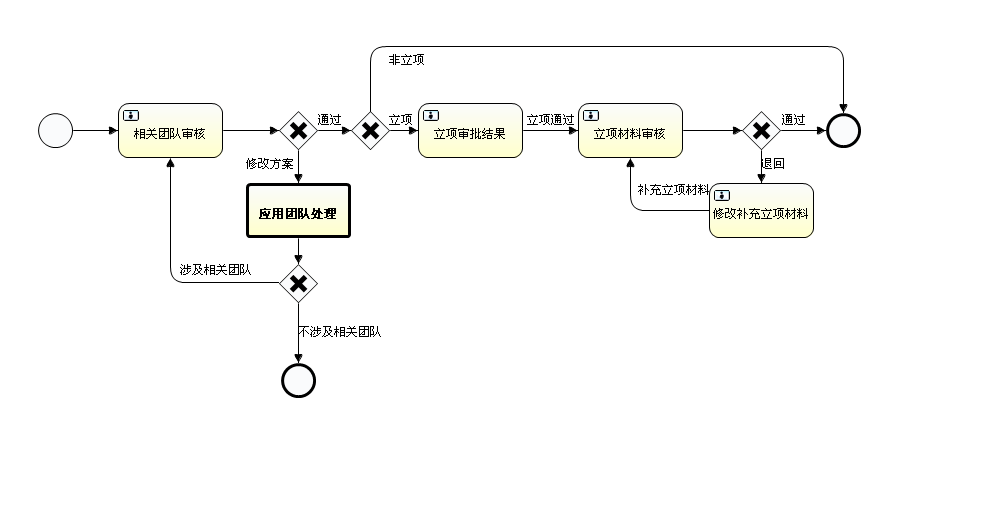 非立项
相关团队审核
通过
立项
立项审批结果
立项通过
立项材料审核
通过
修改方案
退回
应用团队处理
补充立项材料
修改补充立项材料
涉及相关团队
不涉及相关团队